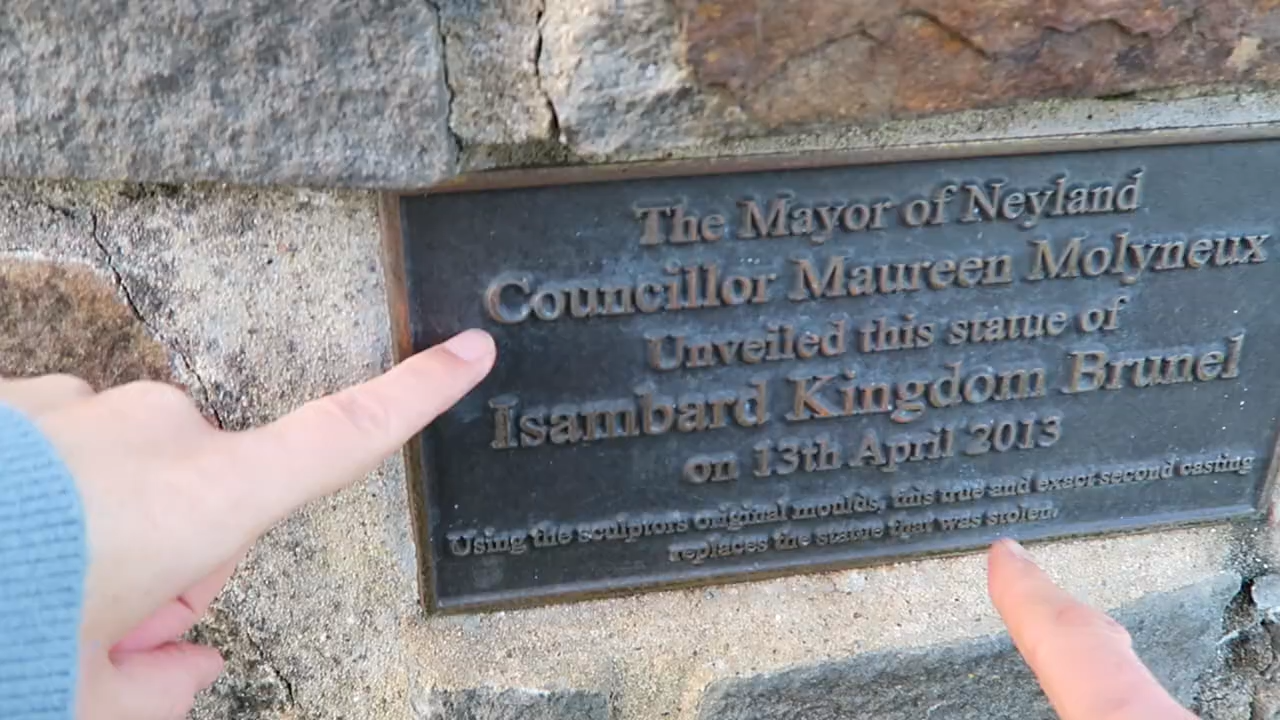 The Mayor of Neyland
Councillor Maureen Molyneux
Unveiled this statue of
Isambard Kingdom Brunel
on 13th April 2013
Using the sculptors original moulds, this true and exact second casting
replaces the statue that was stolen.